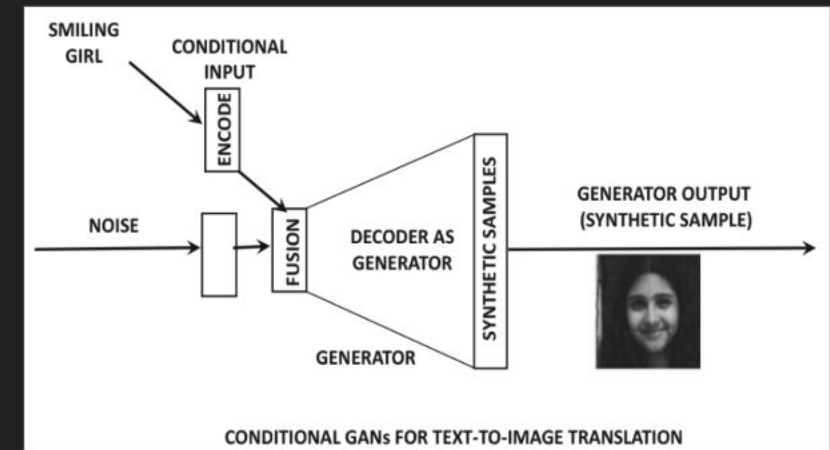 SMILING
GIRL
CONDITIONAL
INPUT
ENCODE
NOISE
FUSION
DECODER AS
GENERATOR
SYNTHETIC SAMPLES
GENERATOR OUTPUT
(SYNTHETIC SAMPLE)
GENERATOR
CONDITIONAL GANs FOR TEXT-TO-IMAGE TRANSLATION